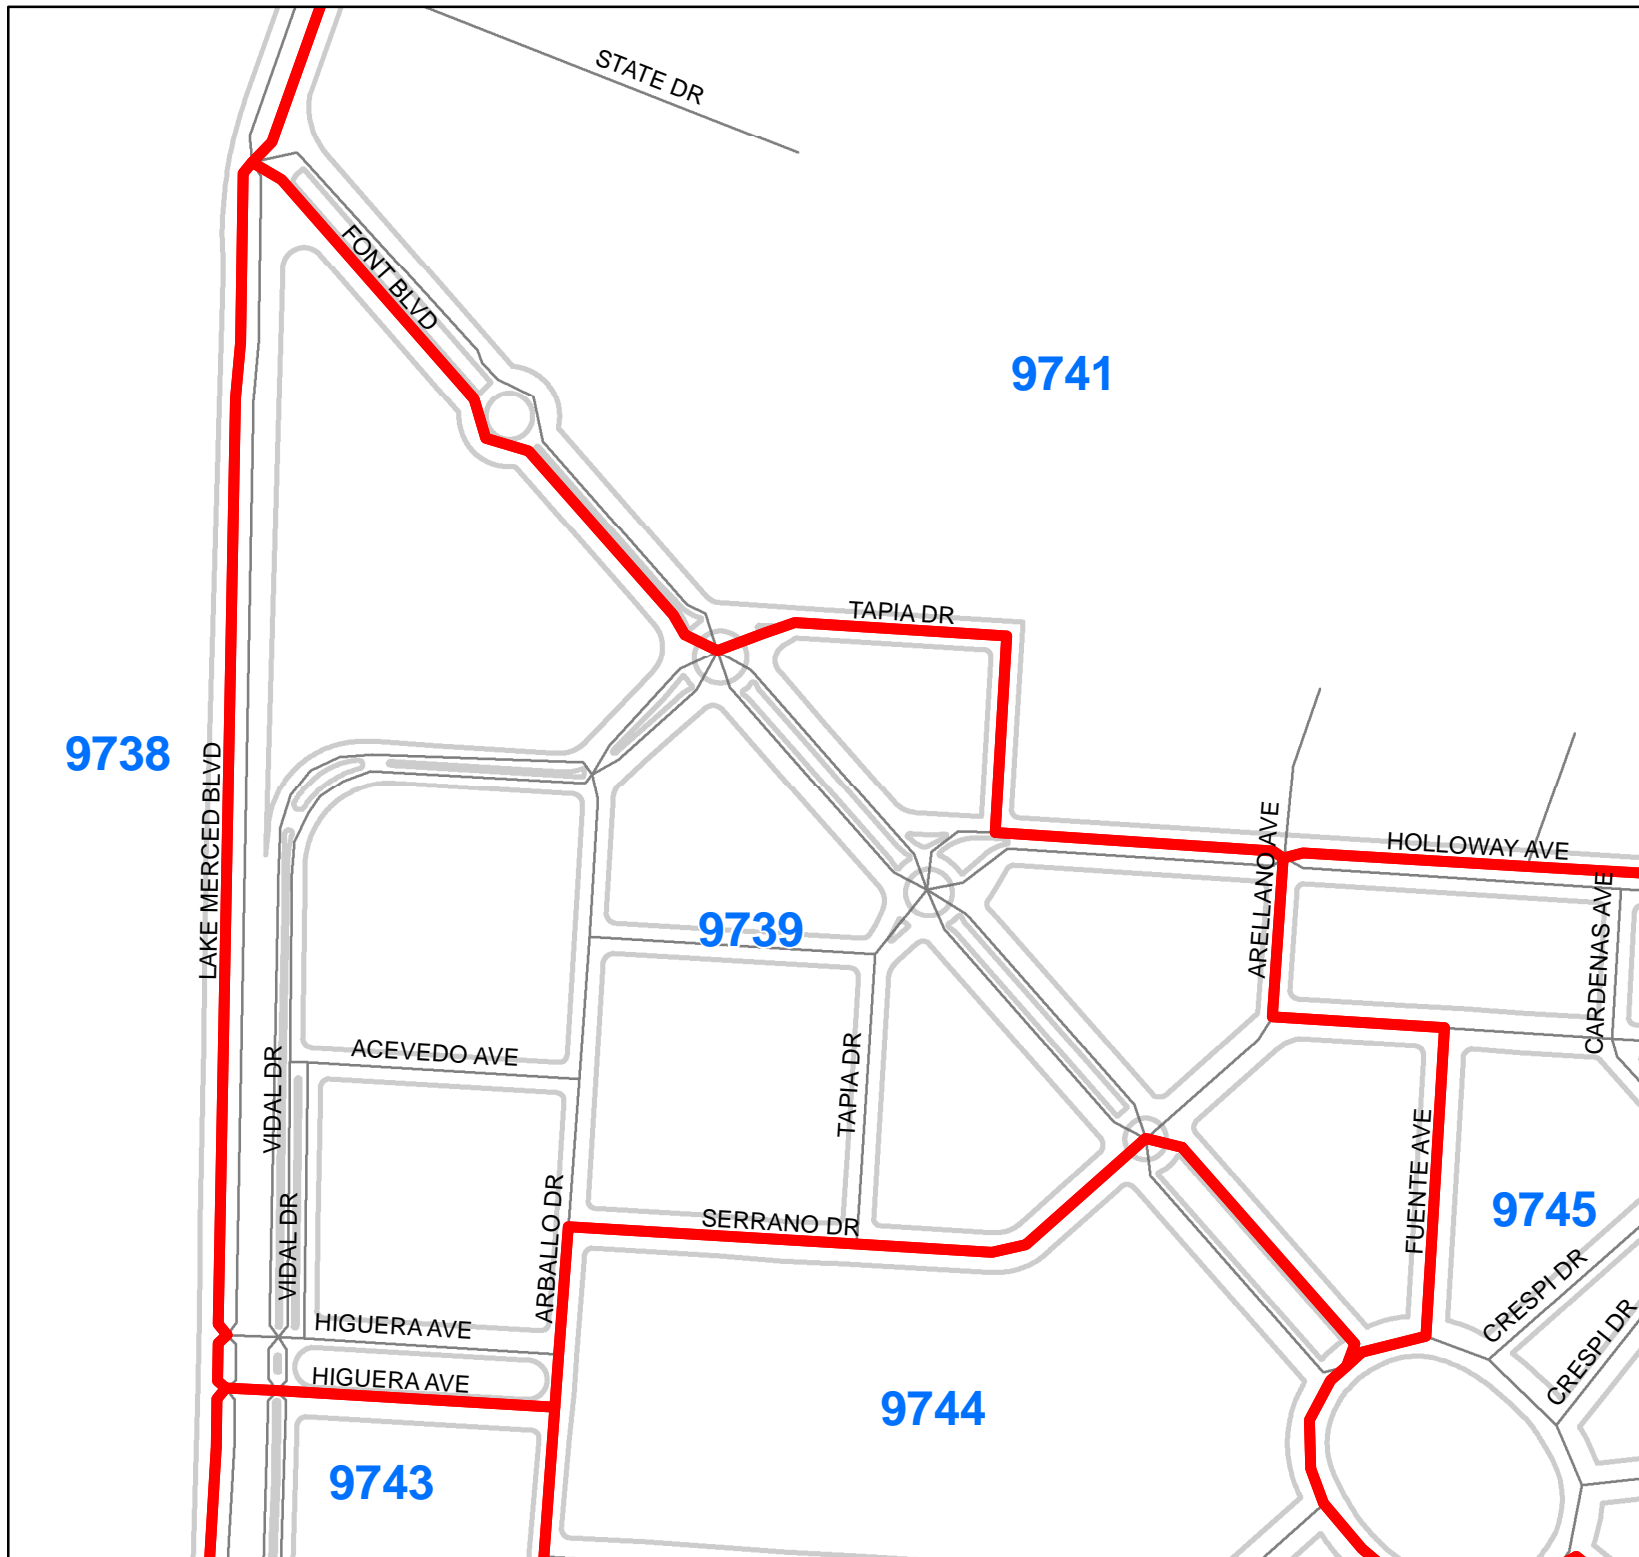 STATE DR
FONT BLVD
9741
TAPIA DR
9738
LAKE MERCED BLVD
ARELLANO AVE
HOLLOWAY AVE
CARDENAS AVE
9739
ACEVEDO AVE
VIDAL DR
TAPIA DR
FUENTE AVE
9745
VIDAL DR
ARBALLO DR
SERRANO DR
CRESPI DR
CRESPI DR
HIGUERA AVE
HIGUERA AVE
9744
9743